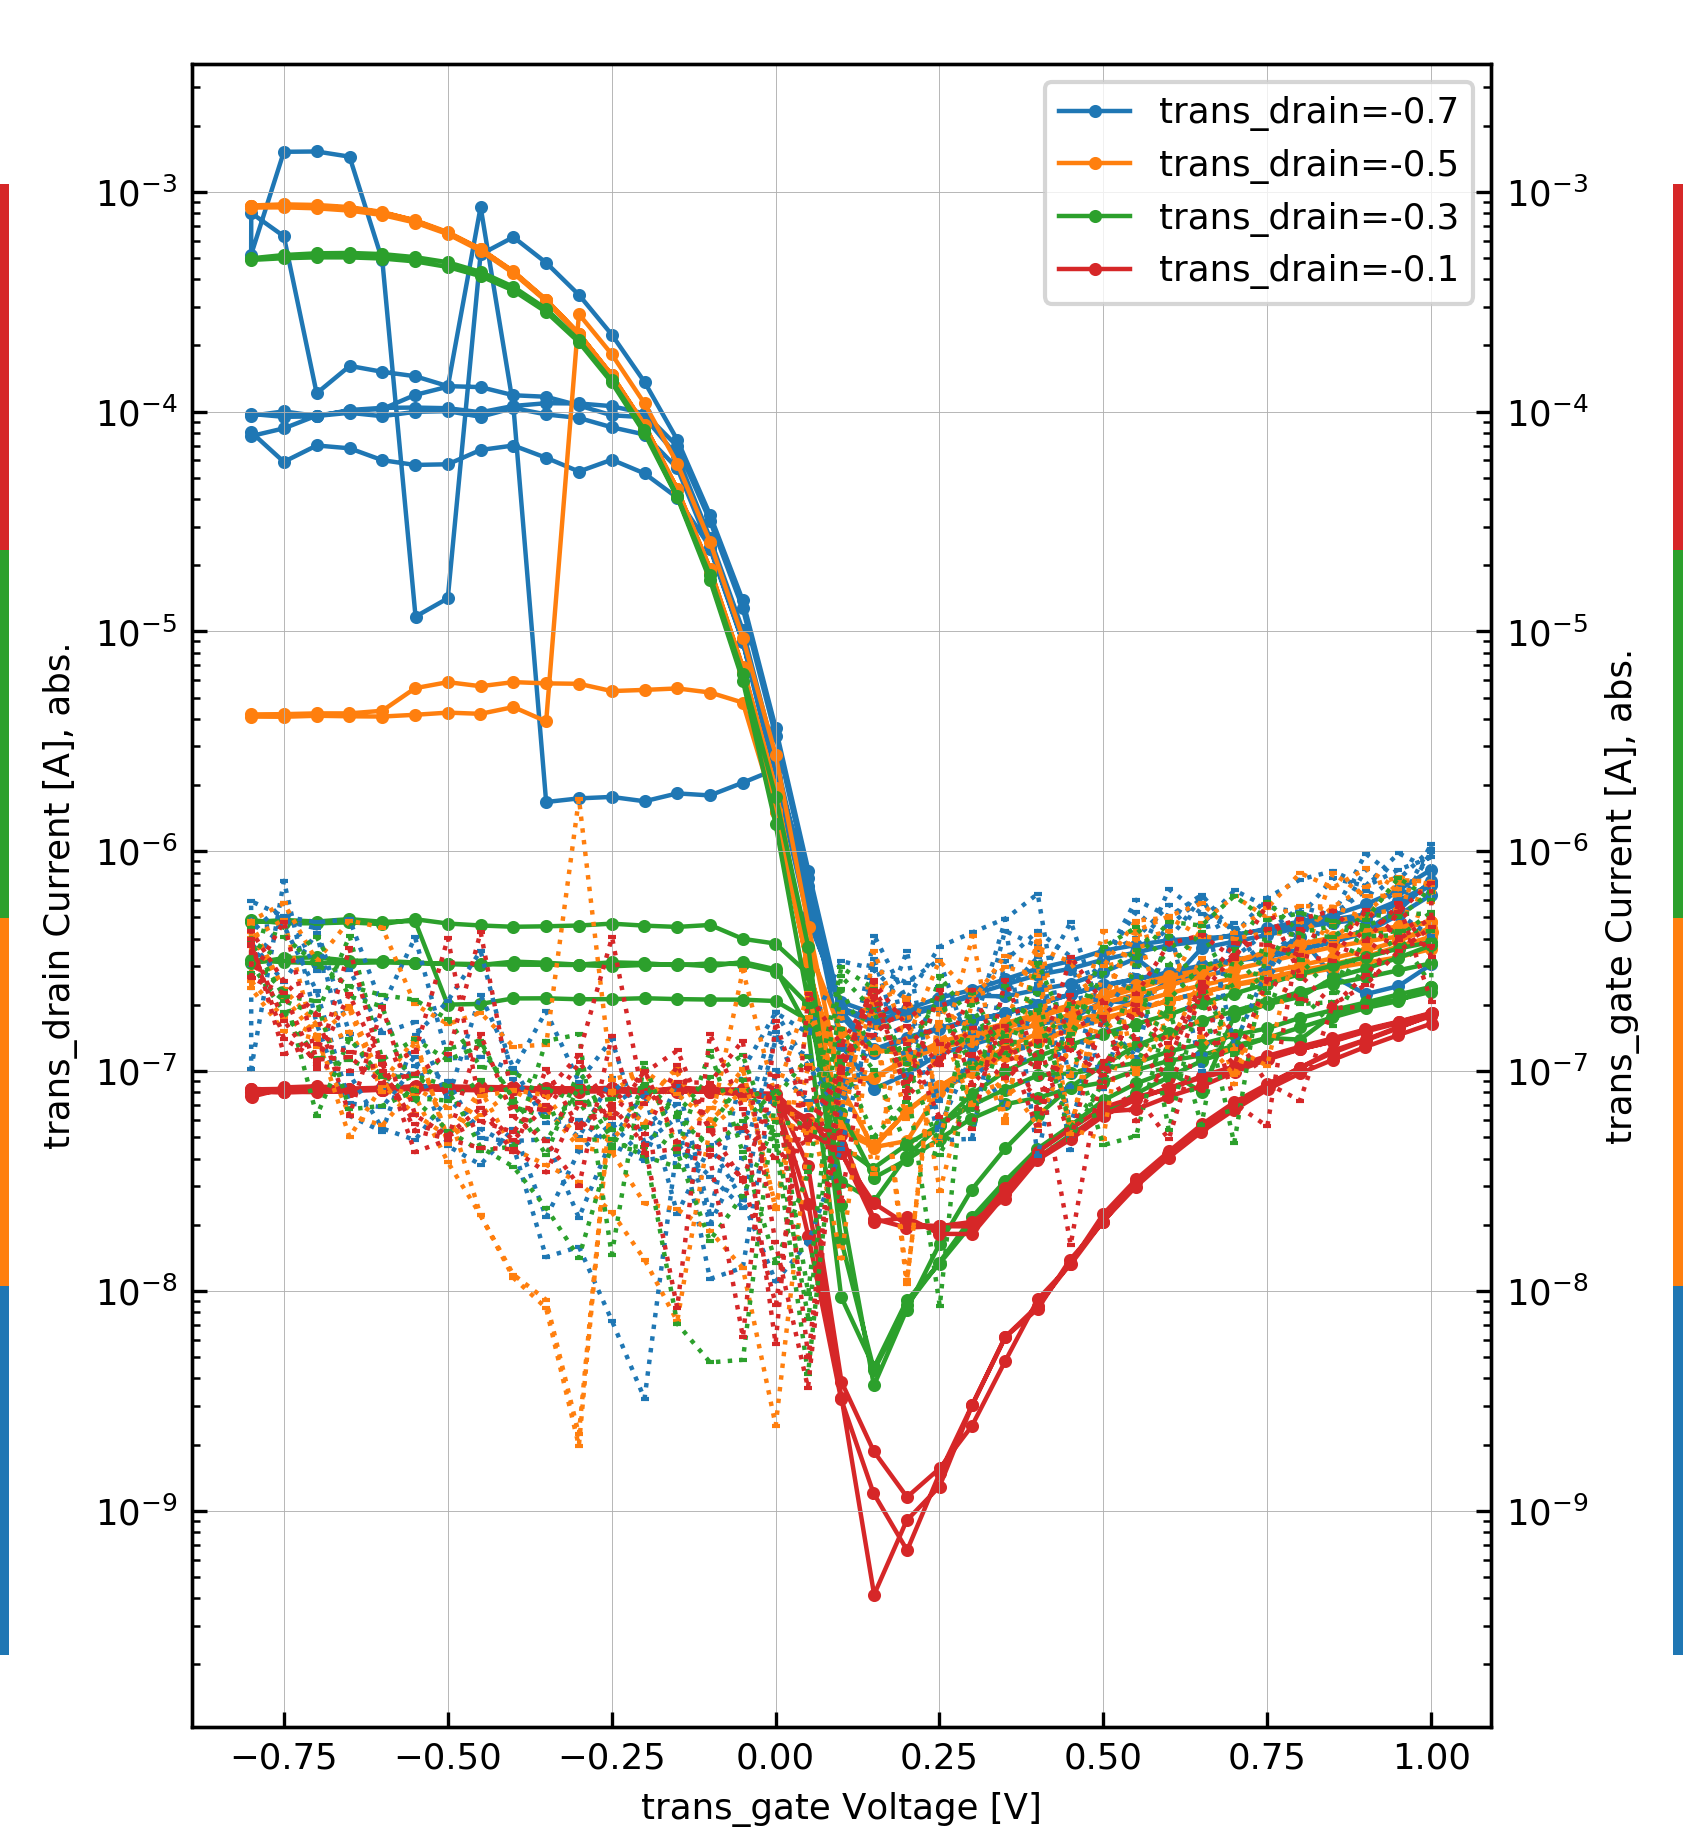 trans_drain=-0.7
trans_drain=-0.5
trans_drain=-0.3
trans_drain=-0.1
10⁻³
10⁻⁴
10⁻⁵
10⁻⁶
10⁻⁷
10⁻⁸
10⁻⁹
trans_drain Current [A], abs.
10⁻³
10⁻⁴
10⁻⁵
10⁻⁶
10⁻⁷
10⁻⁸
10⁻⁹
trans_gate Current [A], abs.
−0.75 −0.50 −0.25 0.00 0.25 0.50 0.75 1.00
trans_gate Voltage [V]